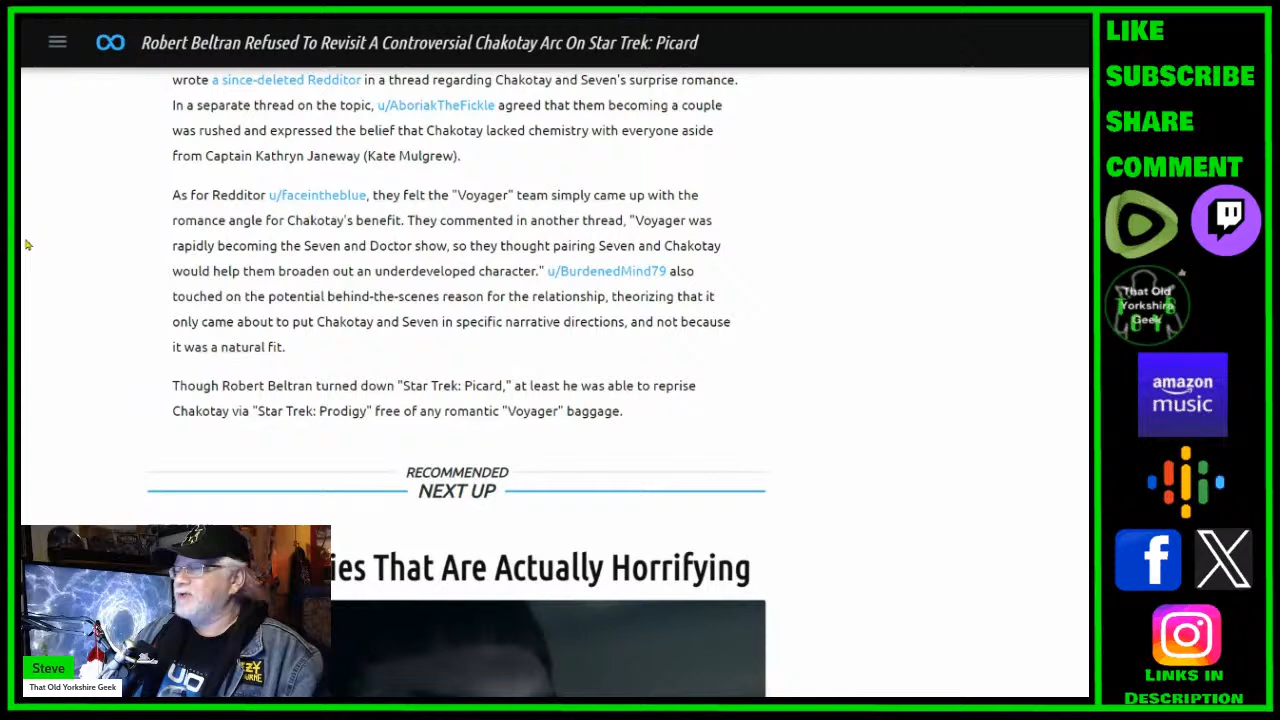 Robert Beltran Refused To Revisit A Controversial Chakotay Arc On Star Trek: Picard
wrote a since-deleted Redditor in a thread regarding Chakotay and Seven's surprise romance.
In a separate thread on the topic, u/AboriakTheFickle agreed that them becoming a couple
was rushed and expressed the belief that Chakotay lacked chemistry with everyone aside
from Captain Kathryn Janeway (Kate Mulgrew).
As for Redditor u/faceintheblue, they felt the "Voyager" team simply came up with the
romance angle for Chakotay's benefit. They commented in another thread, "Voyager was
rapidly becoming the Seven and Doctor show, so they thought pairing Seven and Chakotay
would help them broaden out an underdeveloped character." u/BurdenedMind79 also
touched on the potential behind-the-scenes reason for the relationship, theorizing that it
only came about to put Chakotay and Seven in specific narrative directions, and not because
it was a natural fit.
Though Robert Beltran turned down "Star Trek: Picard," at least he was able to reprise
Chakotay via "Star Trek: Prodigy" free of any romantic "Voyager" baggage.
RECOMMENDED
NEXT UP
That Are Actually Horrifying
Steve
That Old Yorkshire Geek
LIKE
SUBSCRIBE
SHARE
COMMENT
That Old
Yorkshire
Geek
amazon
music
f
X
LINKS IN
DESCRIPTION